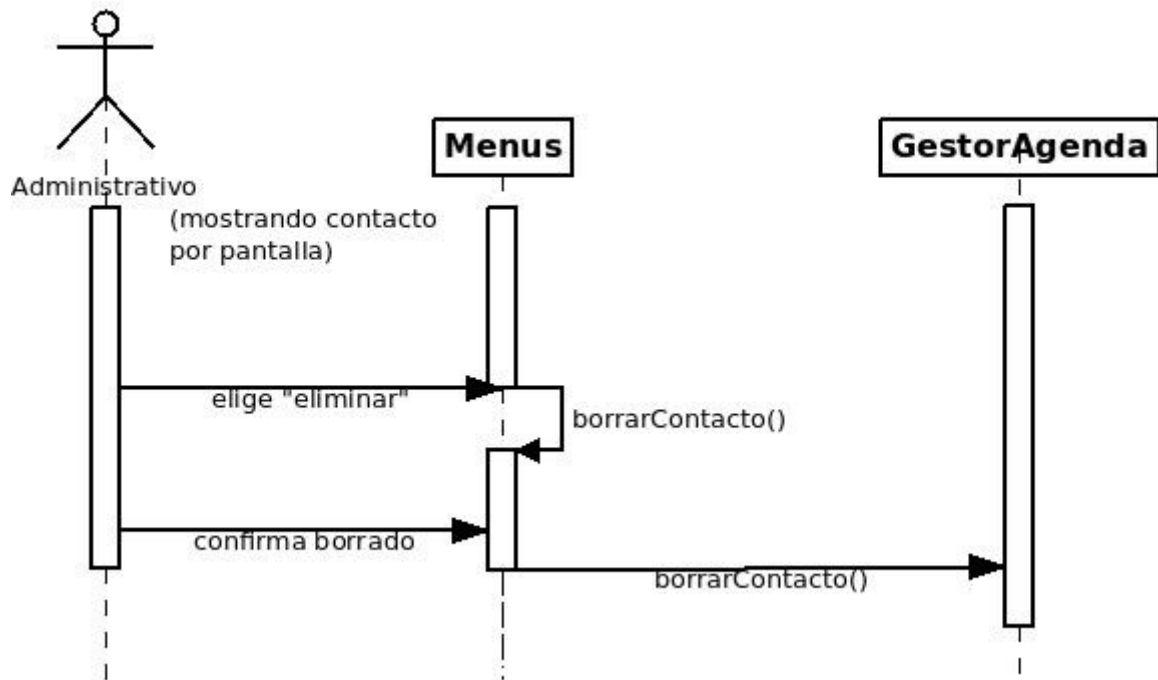 Menus
GestorAgenda
Administrativo
(mostrando contacto
por pantalla)
elige "eliminar"
borrarContacto()
confirma borrado
borrarContacto()